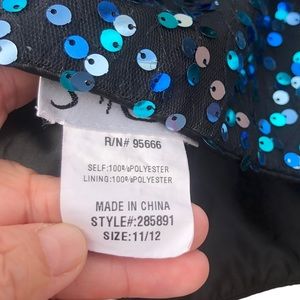 R/N# 95666
SELF:100%POLYESTER
LINING:100%POLYESTER
MADE IN CHINA
STYLE#:285891
SIZE:11/12